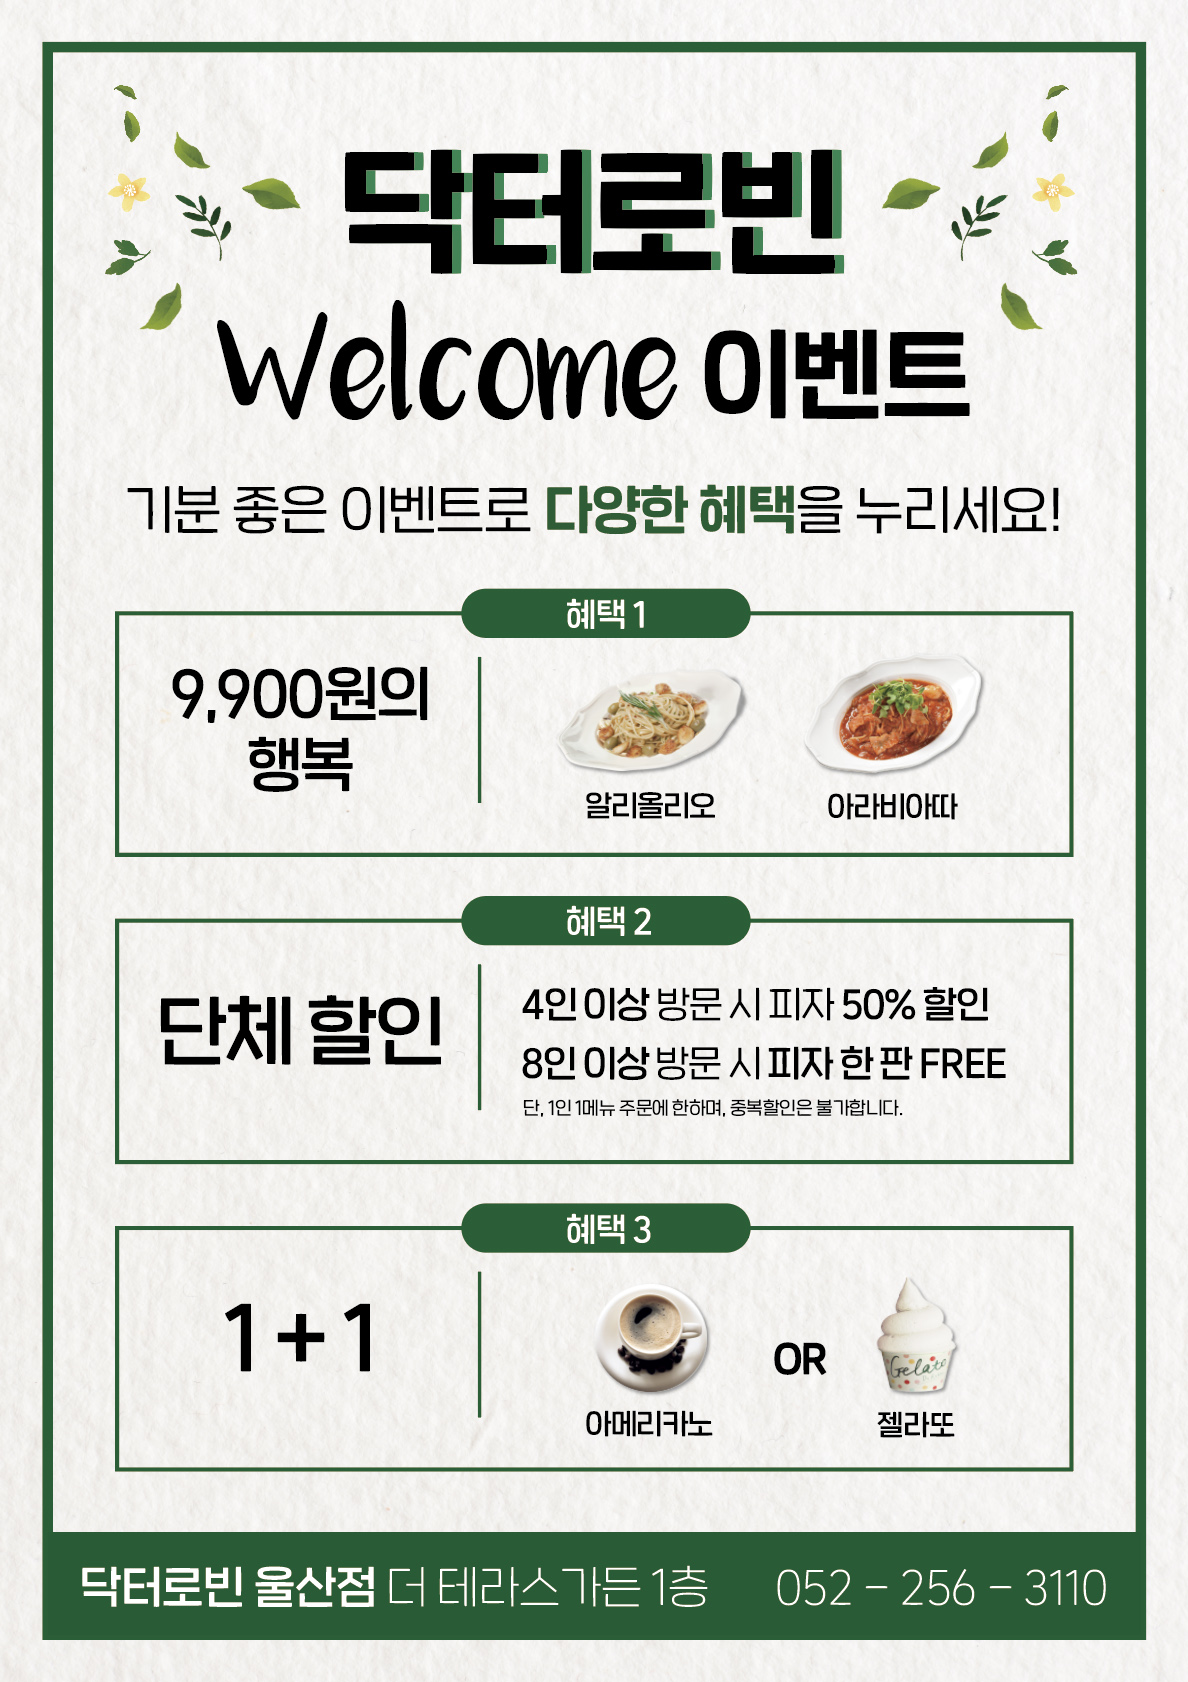 닥터로빈
Welcome 이벤트
기분 좋은 이벤트로 다양한 혜택을 누리세요!
혜택 1
9,900원의
행복
알리올리오
아라비아따
혜택 2
단체 할인
4인 이상 방문 시 피자 50% 할인
8인 이상 방문 시 피자 한 판 FREE
단, 1인 1메뉴 주문에 한하며, 중복할인은 불가합니다.
혜택 3
1+1
Gelato
OR
아메리카노
젤라또
닥터로빈 울산점 더 테라스가든 1층
052 - 256 - 3110